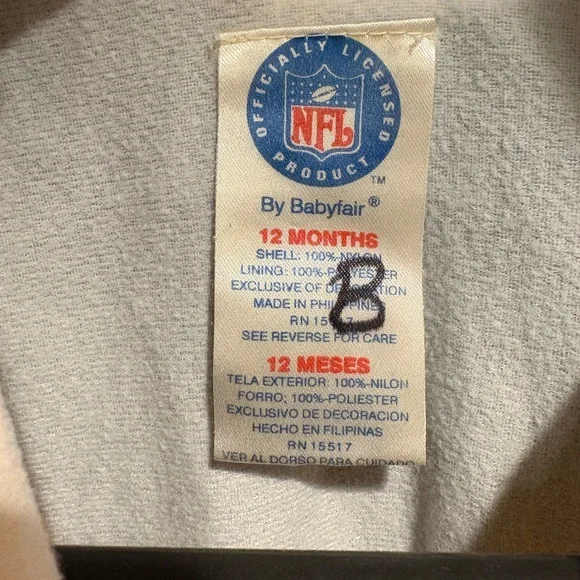 OFFICIALLY LICENSED PRODUCT
NFL
TM
By Babyfair®
12 MONTHS
SHELL: 100%-NYLON
LINING: 100%-POLYESTER
EXCLUSIVE OF DECORATION
MADE IN PHILIPPINES
B
RN 15517
SEE REVERSE FOR CARE
12 MESES
TELA EXTERIOR: 100%-NILON
FORRO; 100%-POLIESTER
EXCLUSIVO DE DECORACION
HECHO EN FILIPINAS
RN 15517
VER AL DORSO PARA CUIDADO